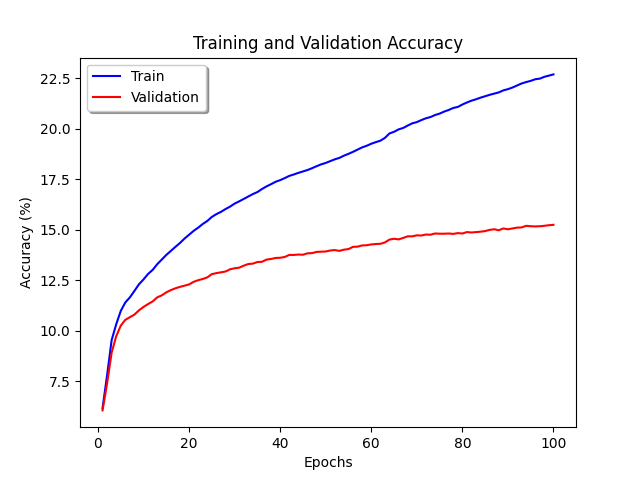 Training and Validation Accuracy
Train
Validation
22.5
20.0
17.5
15.0
12.5
10.0
7.5
Accuracy (%)
0 20 40 60 80 100
Epochs